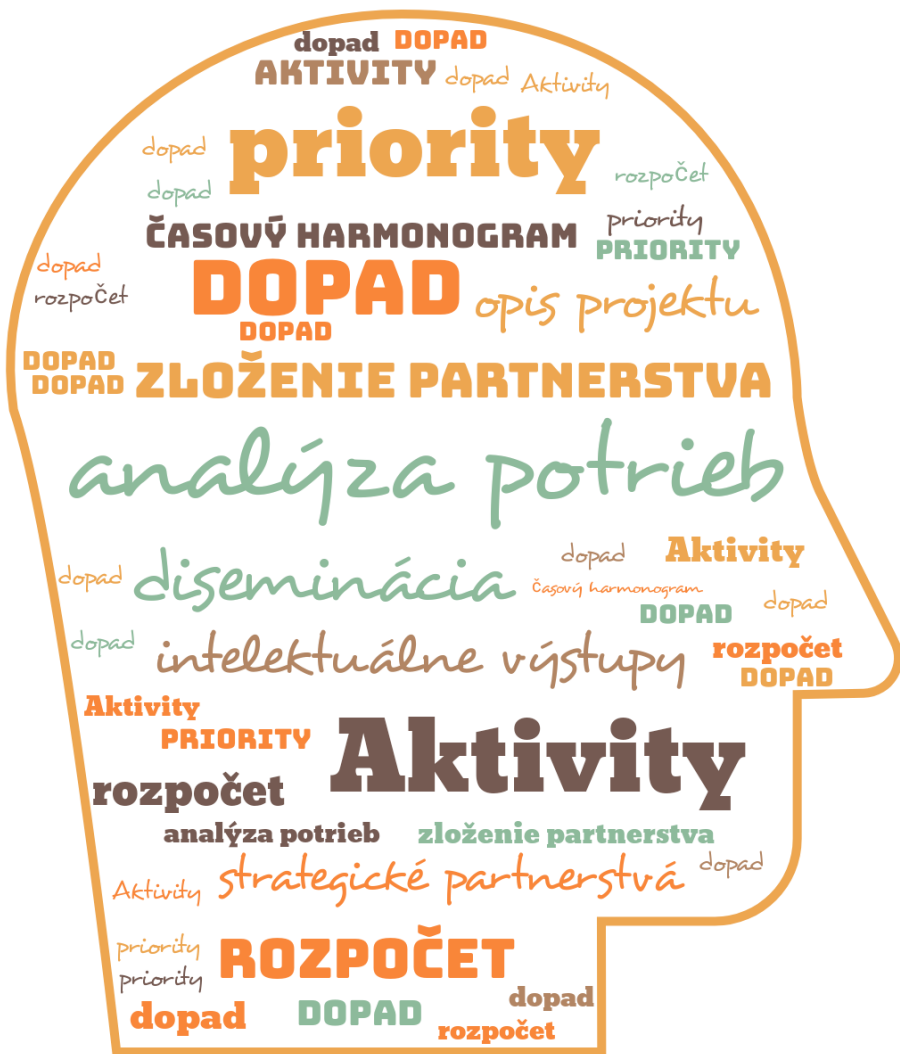 dopad DOPAD
AKTIVITY dopad Aktivity
priority
dopad
rozpočet
dopad
priority
ČASOVÝ HARMONOGRAM
PRIORITY
dopad
DOPAD
opis projektu
rozpočet
DOPAD
DOPAD
ZLOŽENIE PARTNERSTVA
DOPAD
analýza potrieb
dopad
Aktivity
dopad
diseminácia
časový harmonogram
dopad
DOPAD
dopad
intelektuálne výstupy
rozpočet
DOPAD
Aktivity
PRIORITY
Aktivity
rozpočet
analýza potrieb
zloženie partnerstva
strategické partnerstvá
dopad
Aktivity
priority
ROZPOČET
priority
dopad
dopad
DOPAD
rozpočet